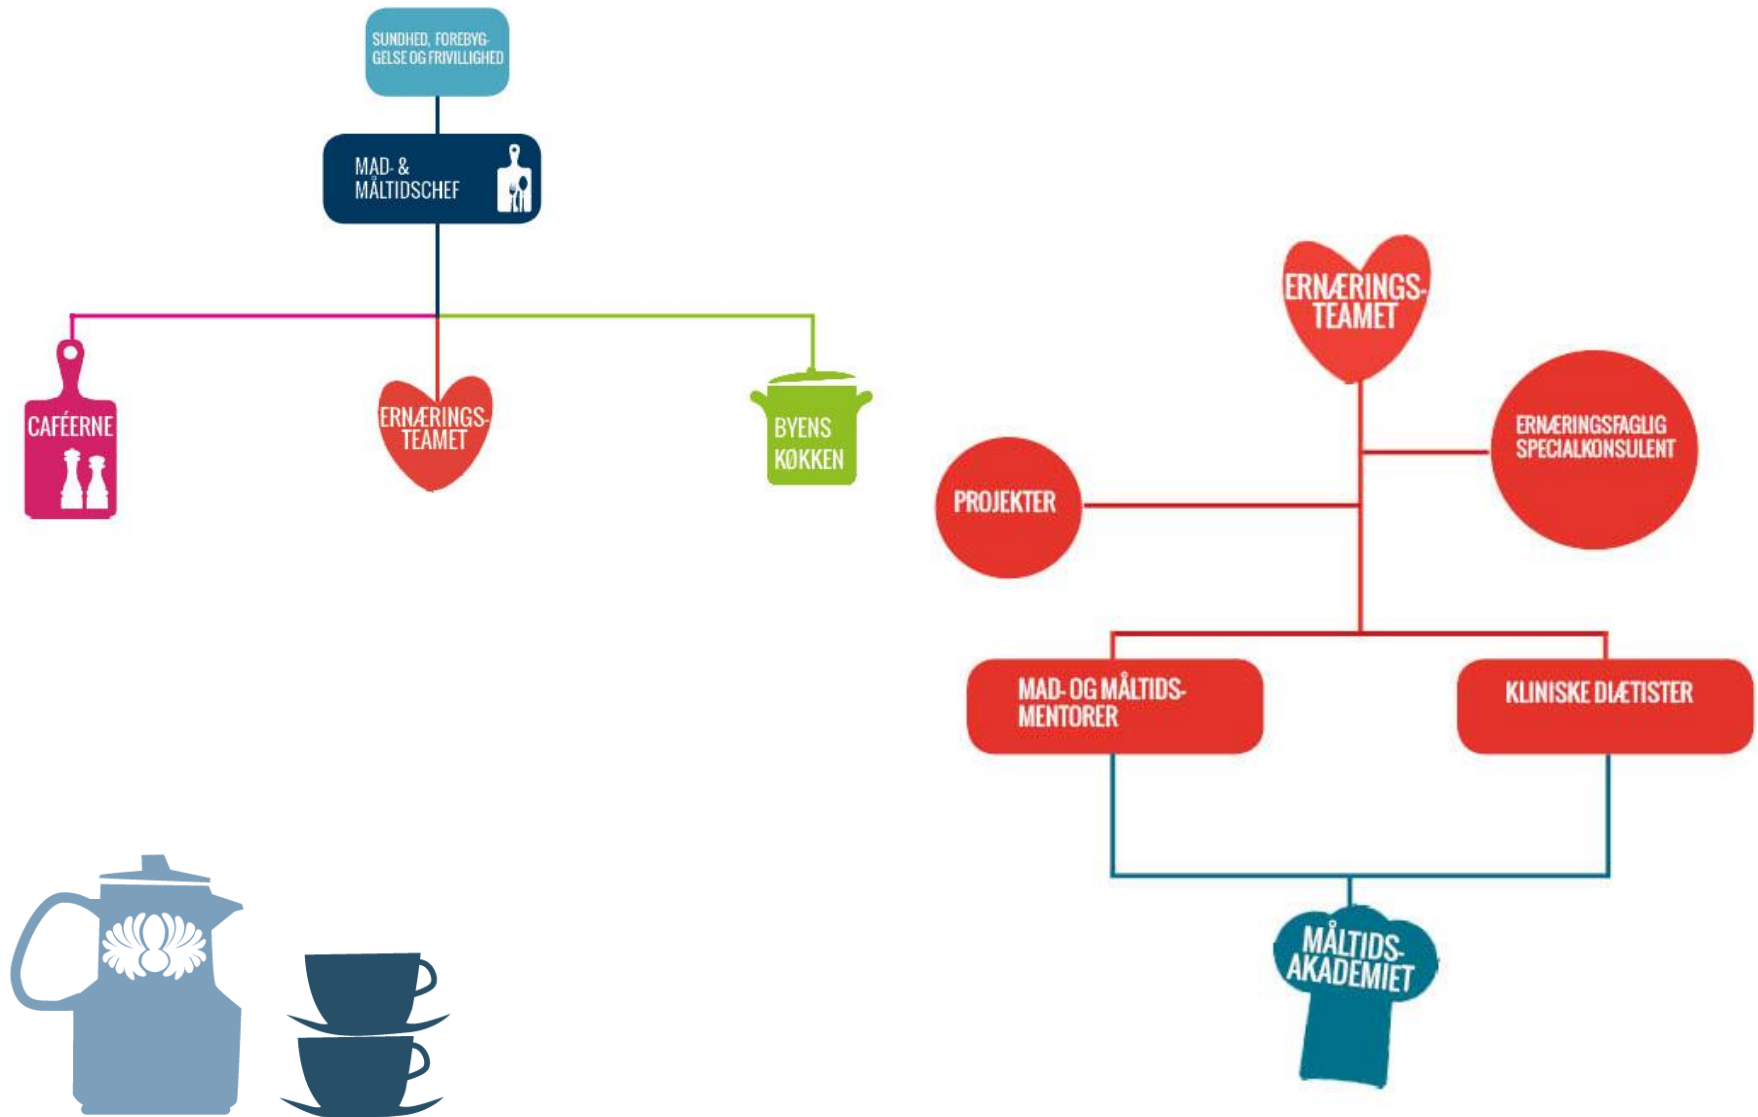 SUNDHED, FOREBYG-
GELSE OG FRIVILLIGHED
MAD- &
MÅLTIDSCHEF
CAFÉERNE
ERNÆRINGS-
TEAMET
BYENS
KØKKEN
ERNÆRINGS-
TEAMET
ERNÆRINGSFAGLIG
SPECIALKONSULENT
PROJEKTER
MAD- OG MÅLTIDS-
MENTORER
KLINISKE DIÆTISTER
MÅLTIDS-
AKADEMIET